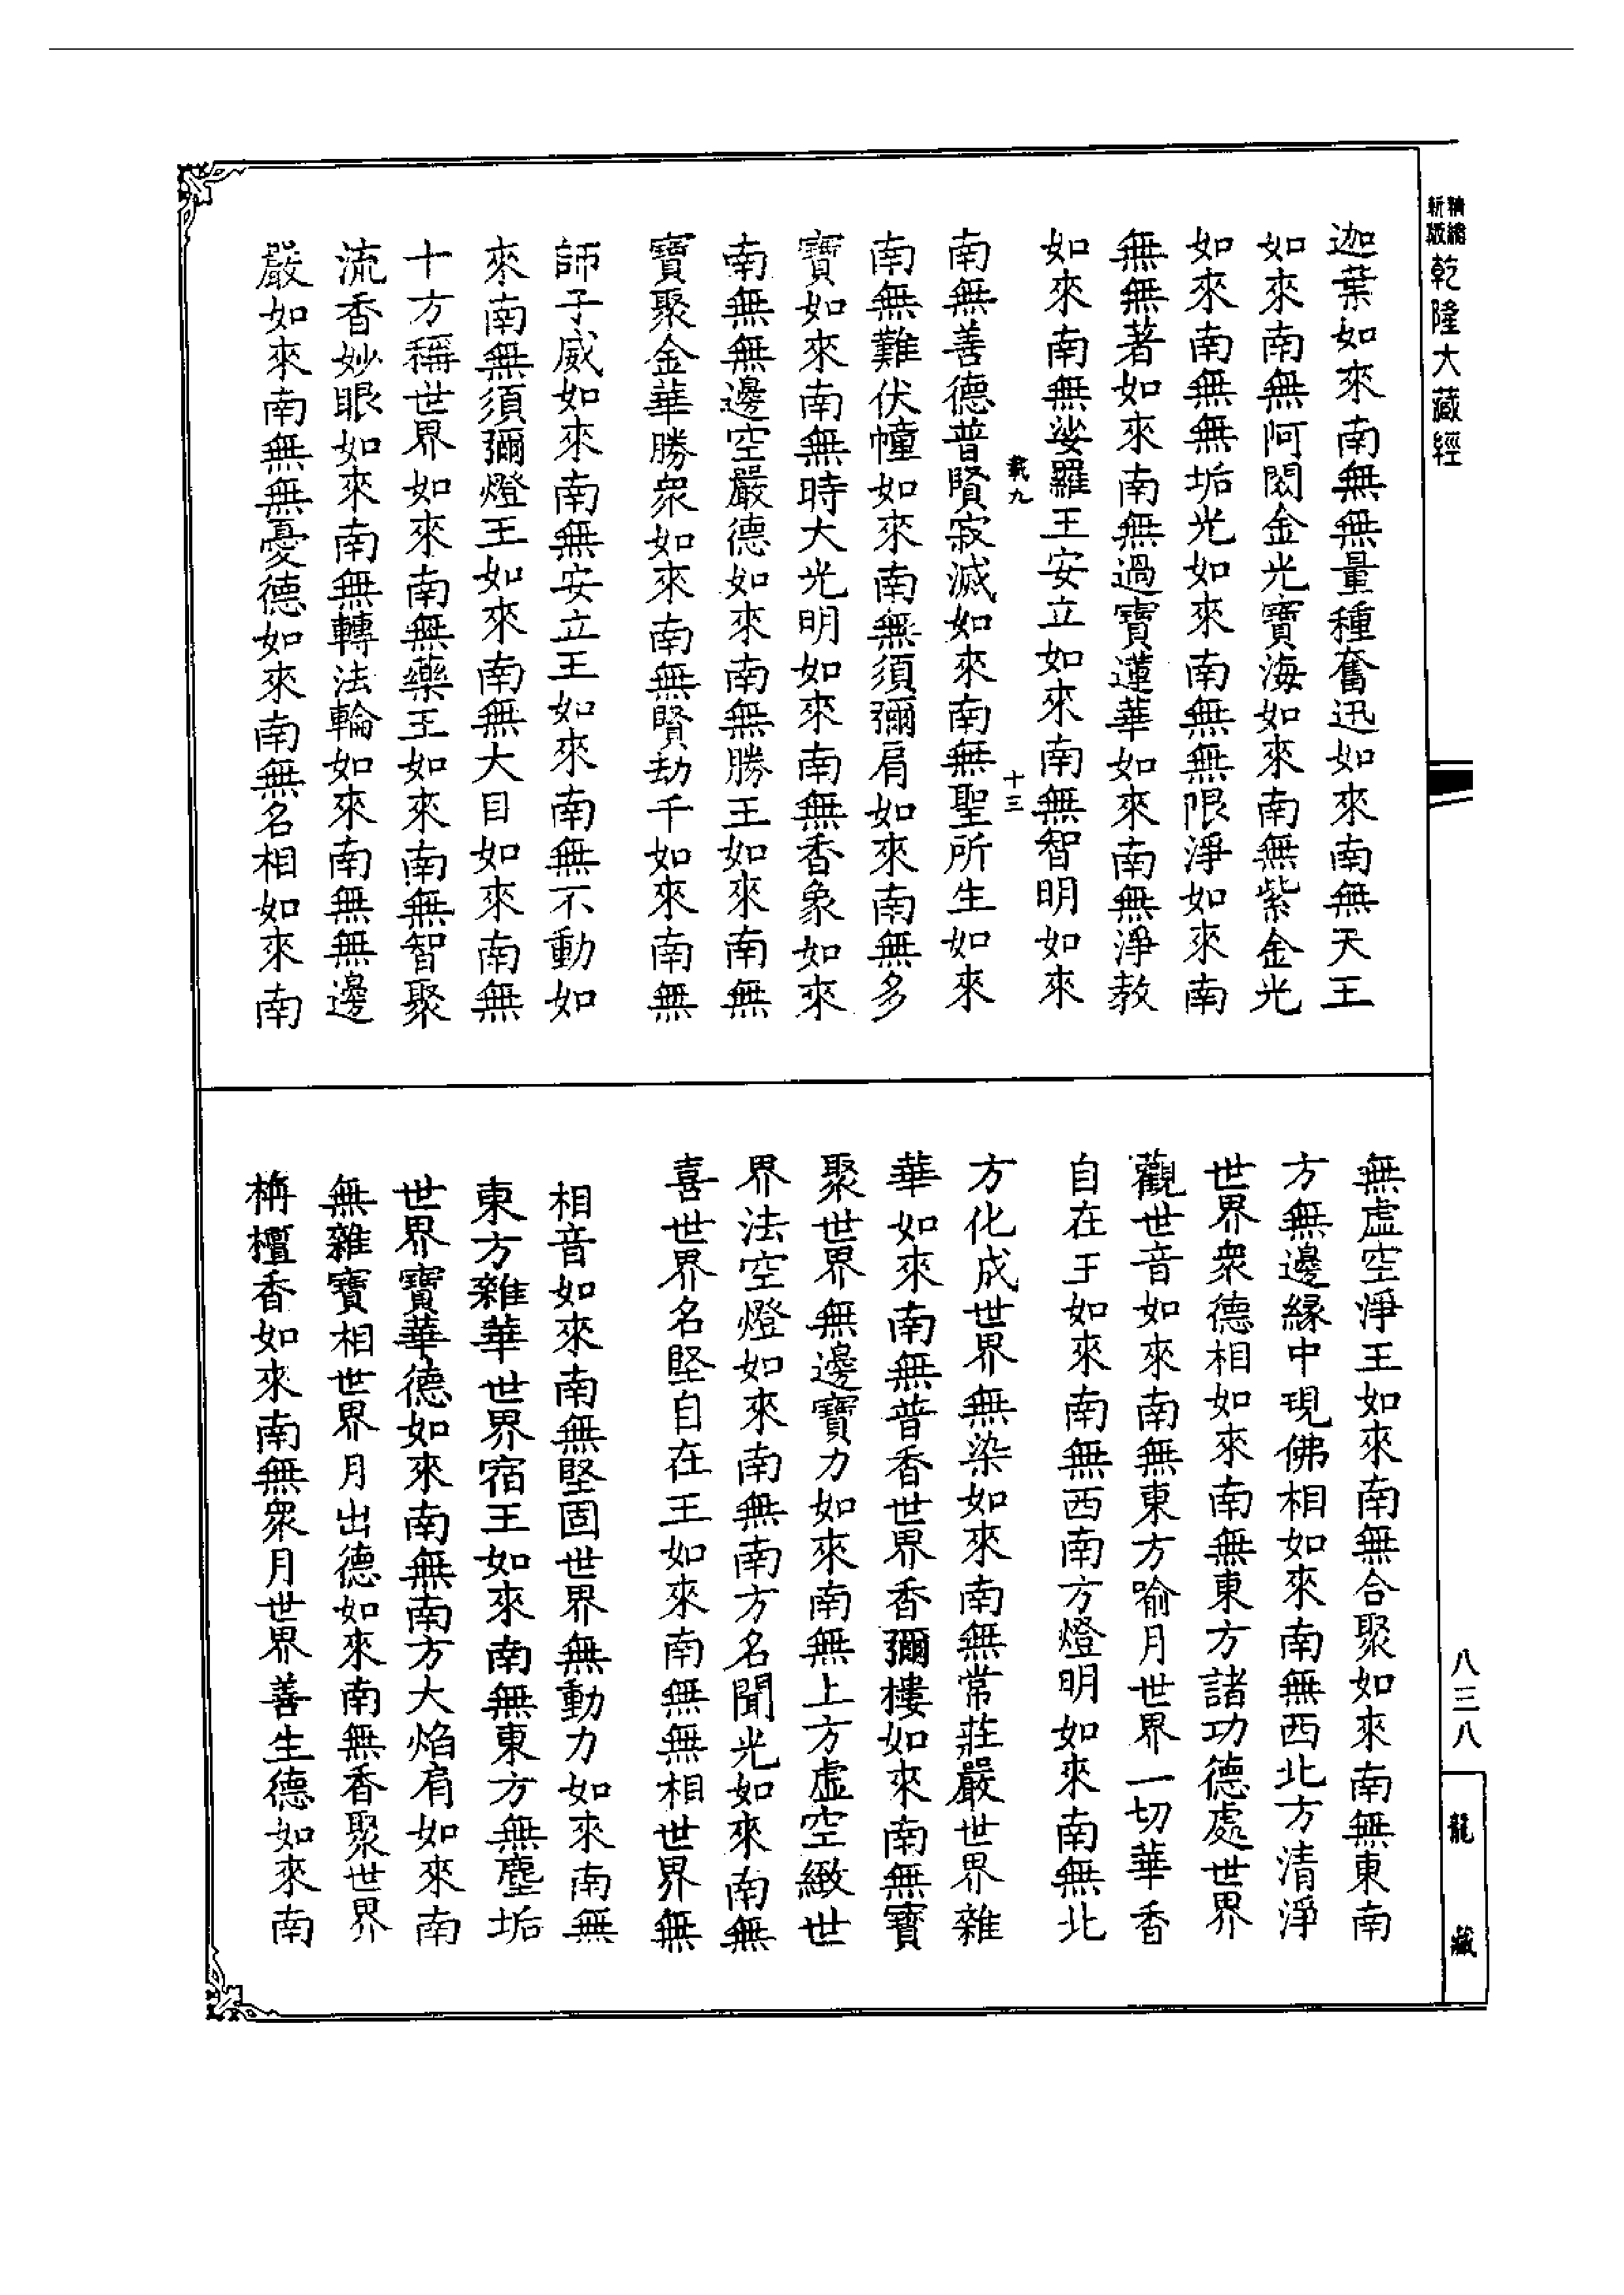 精縮
新版
乾隆大藏經
迦葉如來南無無量種奮迅如來南無天王
如來南無阿閦金光寶海如來南無紫金光
如來南無無垢光如來南無無限淨如來南
無無著如來南無過寶蓮華如來南無淨教
如來南無娑羅王安立如來南無智明如來
載九
十三
南無善德普賢寂滅如來南無聖所生如來
南無難伏幢如來南無須彌肩如來南無多
寶如來南無時大光明如來南無香象如來
南無無邊空嚴德如來南無勝王如來南無
寶聚金華勝衆如來南無賢劫千如來南無
師子威如來南無安立王如來南無不動如
來南無須彌燈王如來南無大目如來南無
十方稱世界如來南無藥王如來南無智聚
流香妙眼如來南無轉法輪如來南無無邊
嚴如來南無無憂德如來南無名相如來南
無虛空淨王如來南無合聚如來南無東南
方無邊緣中現佛相如來南無西北方清淨
世界衆德相如來南無東方諸功德處世界
觀世音如來南無東方喻月世界一切華香
自在王如來南無西南方燈明如來南無北
方化成世界無染如來南無常莊嚴世界雜
華如來南無普香世界香彌樓如來南無寶
聚世界無邊寶力如來南無上方虛空緻世
界法空燈如來南無南方名聞光如來南無
喜世界名堅自在王如來南無無相世界無
相音如來南無堅固世界無動力如來南無
東方雜華世界宿王如來南無東方無塵垢
世界寶華德如來南無南方大焰肩如來南
無雜寶相世界月出德如來南無香聚世界
栴檀香如來南無衆月世界善生德如來南
八三八
龍藏